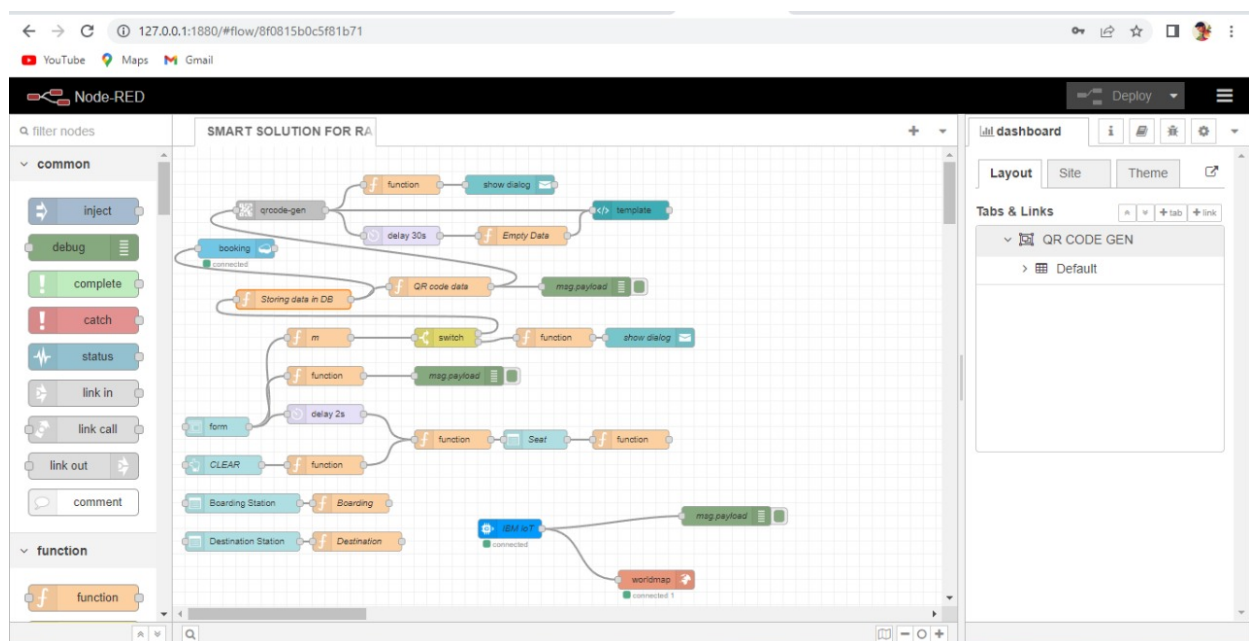 127.0.0.1:1880/#flow/8f0815b0c5f81b71
YouTube Maps Gmail
Node-RED Deploy
filter nodes
SMART SOLUTION FOR RA
dashboard
common
inject
debug
complete
catch
status
link in
link call
link out
comment
function
function
function show dialog
qrcode-gen template
delay 30s Empty Data
booking
connected
QR code data msg.payload
Storing data in DB
m switch function show dialog
function msg.payload
delay 2s
form
function Seat function
CLEAR function
Boarding Station Boarding
Destination Station Destination
msg.payload
IBM IoT
connected
worldmap
connected 1
Layout Site Theme
Tabs & Links
tab link
QR CODE GEN
Default